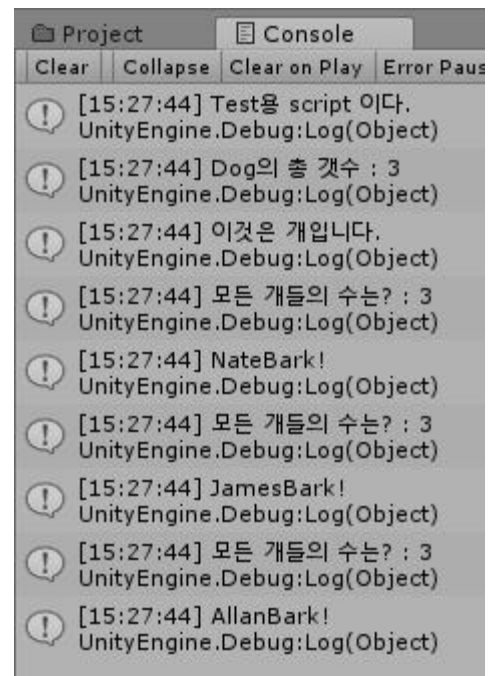 Project Console
Clear Collapse Clear on Play Error Paus
[15:27:44] Test용 script 이다.
UnityEngine.Debug:Log(Object)
[15:27:44] Dog의 총 갯수 : 3
UnityEngine.Debug:Log(Object)
[15:27:44] 이것은 개입니다.
UnityEngine.Debug:Log(Object)
[15:27:44] 모든 개들의 수는? : 3
UnityEngine.Debug:Log(Object)
[15:27:44] NateBark!
UnityEngine.Debug:Log(Object)
[15:27:44] 모든 개들의 수는? : 3
UnityEngine.Debug:Log(Object)
[15:27:44] JamesBark!
UnityEngine.Debug:Log(Object)
[15:27:44] 모든 개들의 수는? : 3
UnityEngine.Debug:Log(Object)
[15:27:44] AllanBark!
UnityEngine.Debug:Log(Object)